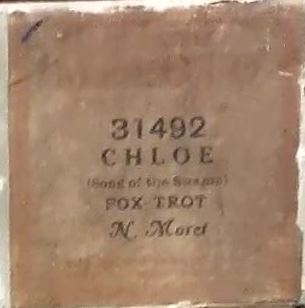 31492
CHLOE
(Song of the Swamp)
FOX TROT
N. Moret